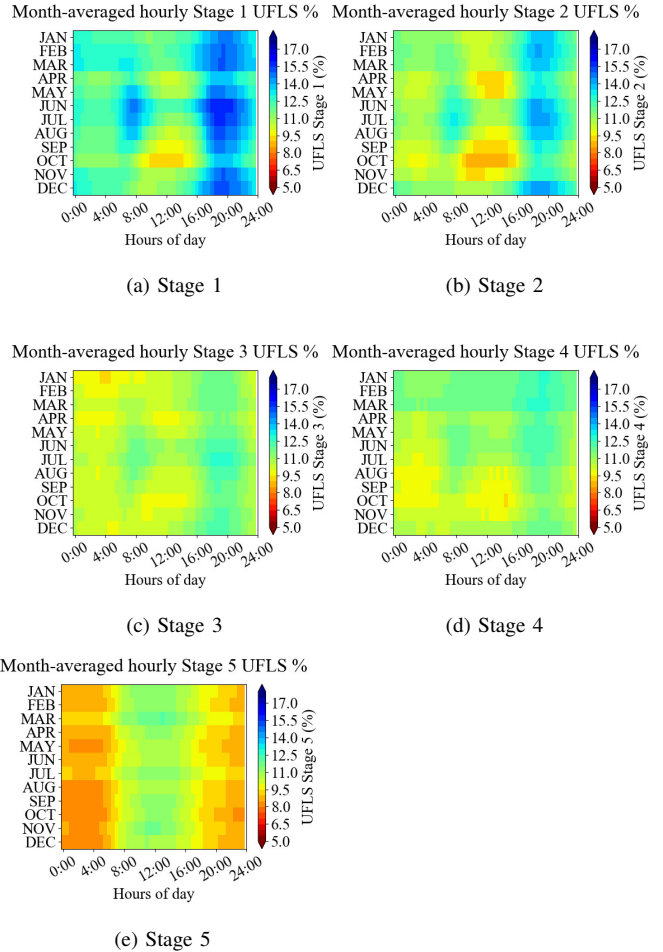 Month-averaged hourly Stage 1 UFLS %
JAN
FEB
MAR
APR
MAY
JUN
JUL
AUG
SEP
OCT
NOV
DEC
0:00 4:00 8:00 12:00 16:00 20:00 24:00
Hours of day
17.0
15.5
14.0
12.5
11.0
9.5
8.0
6.5
5.0
UFLS Stage 1 (%)
(a) Stage 1
Month-averaged hourly Stage 2 UFLS %
JAN
FEB
MAR
APR
MAY
JUN
JUL
AUG
SEP
OCT
NOV
DEC
0:00 4:00 8:00 12:00 16:00 20:00 24:00
Hours of day
17.0
15.5
14.0
12.5
11.0
9.5
8.0
6.5
5.0
UFLS Stage 2 (%)
(b) Stage 2
Month-averaged hourly Stage 3 UFLS %
JAN
FEB
MAR
APR
MAY
JUN
JUL
AUG
SEP
OCT
NOV
DEC
0:00 4:00 8:00 12:00 16:00 20:00 24:00
Hours of day
17.0
15.5
14.0
12.5
11.0
9.5
8.0
6.5
5.0
UFLS Stage 3 (%)
(c) Stage 3
Month-averaged hourly Stage 4 UFLS %
JAN
FEB
MAR
APR
MAY
JUN
JUL
AUG
SEP
OCT
NOV
DEC
0:00 4:00 8:00 12:00 16:00 20:00 24:00
Hours of day
17.0
15.5
14.0
12.5
11.0
9.5
8.0
6.5
5.0
UFLS Stage 4 (%)
(d) Stage 4
Month-averaged hourly Stage 5 UFLS %
JAN
FEB
MAR
APR
MAY
JUN
JUL
AUG
SEP
OCT
NOV
DEC
0:00 4:00 8:00 12:00 16:00 20:00 24:00
Hours of day
17.0
15.5
14.0
12.5
11.0
9.5
8.0
6.5
5.0
UFLS Stage 5 (%)
(e) Stage 5